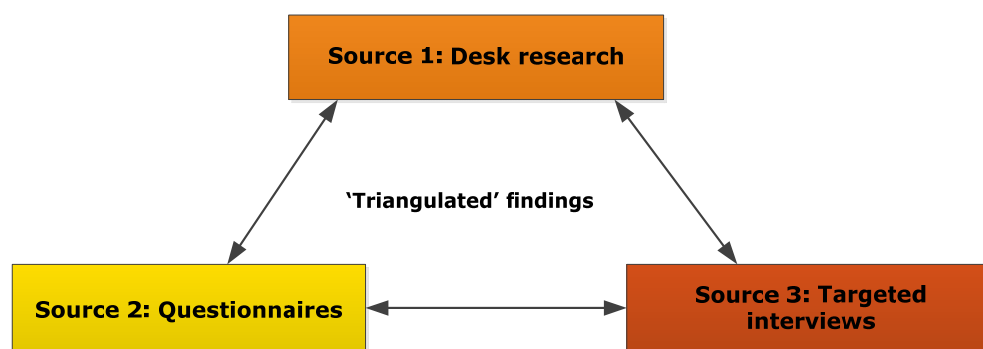 Source 1: Desk research
‘Triangulated’ findings
Source 2: Questionnaires
Source 3: Targeted
interviews